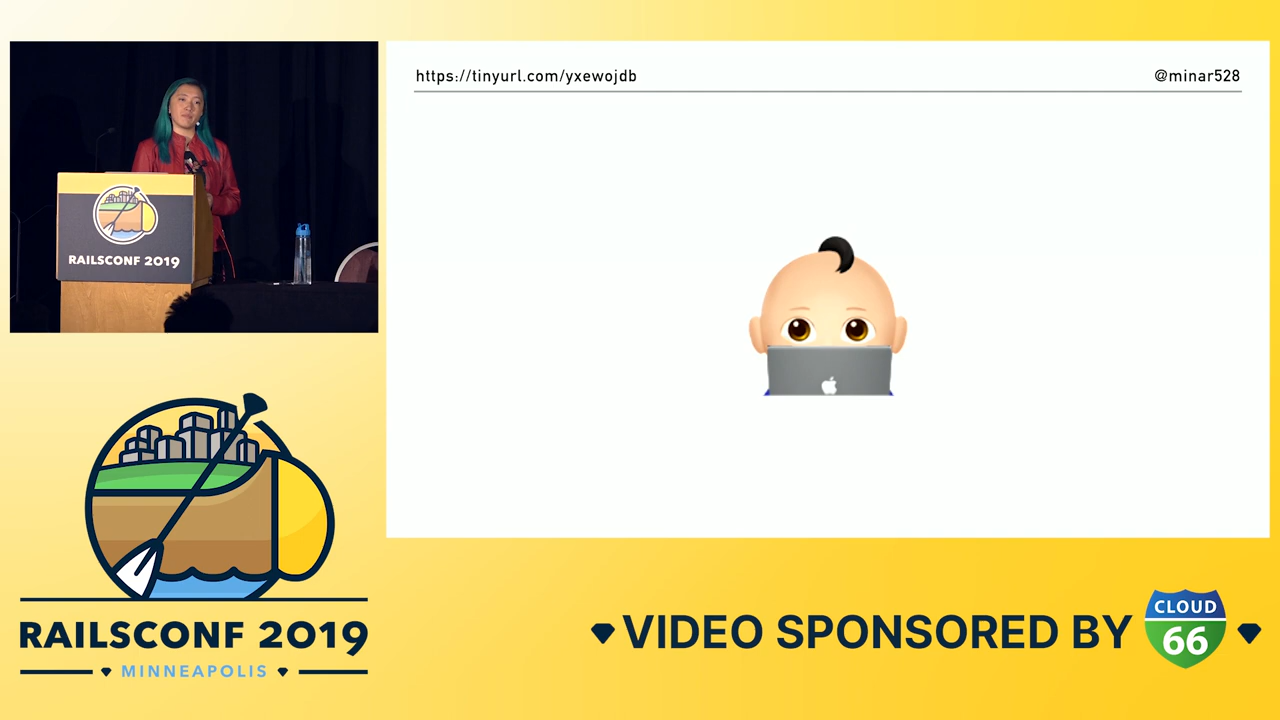 https://tinyurl.com/yxewojdb
@minar528
RAILSCONF 2019
RAILSCONF 2019
MINNEAPOLIS
VIDEO SPONSORED BY
CLOUD
66